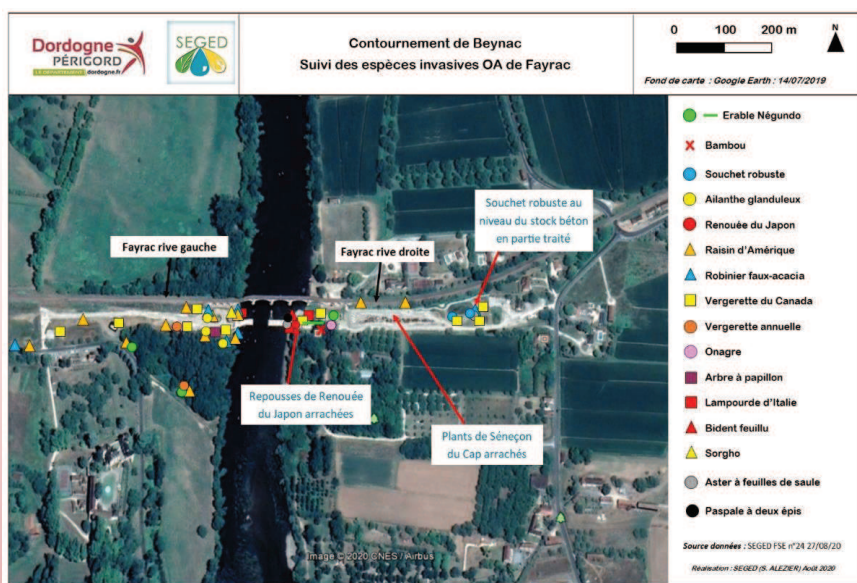 Dordogne
PÉRIGORD
LE DÉPARTEMENT dordogne.fr
SEGED
Contournement de Beynac
Suivi des espèces invasives OA de Fayrac
0 100 200 m
N
Fond de carte : Google Earth : 14/07/2019
Fayrac rive gauche
Fayrac rive droite
Souchet robuste au
niveau du stock béton
en partie traité
Repousses de Renouée
du Japon arrachées
Plants de Séneçon
du Cap arrachés
Image © 2020 CNES / Airbus
Erable Négundo
Bambou
Souchet robuste
Ailanthe glanduleux
Renouée du Japon
Raisin d'Amérique
Robinier faux-acacia
Vergerette du Canada
Vergerette annuelle
Onagre
Arbre à papillon
Lampourde d'Italie
Bident feuillu
Sorgho
Aster à feuilles de saule
Paspale à deux épis
Source données : SEGED FSE n°24 27/08/20
Réalisation : SEGED (S. ALEZIER) Août 2020